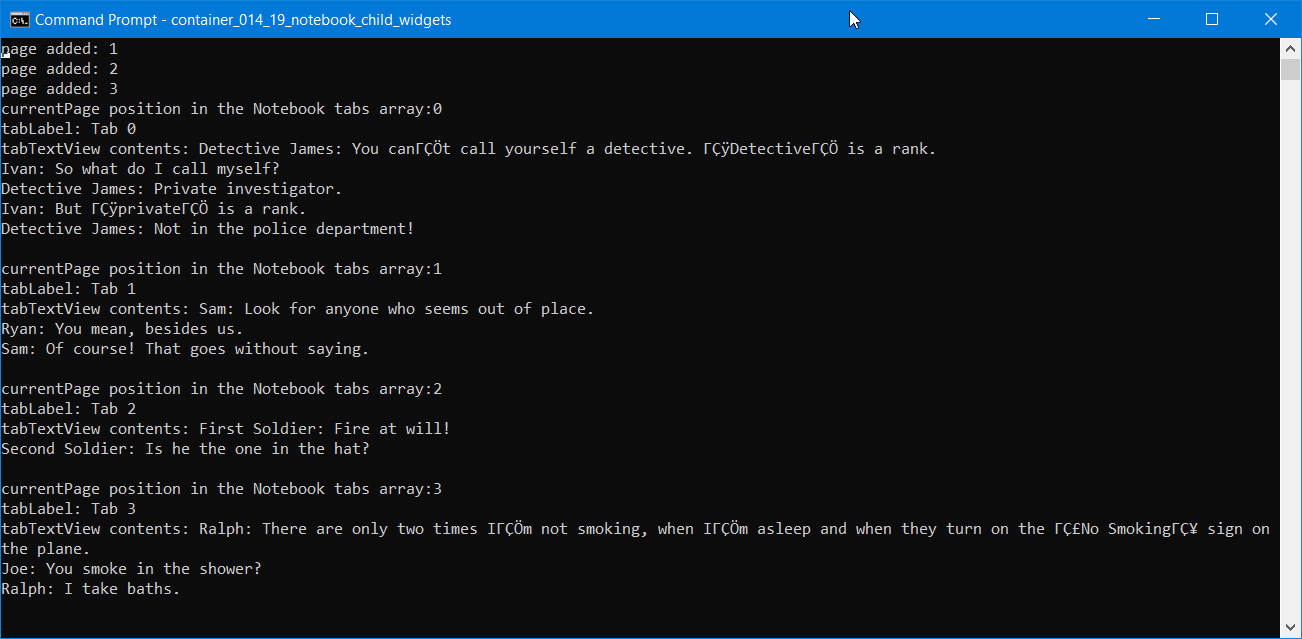 Command Prompt - container_014_19_notebook_child_widgets
page added: 1
page added: 2
page added: 3
currentPage position in the Notebook tabs array:0
tabLabel: Tab 0
tabTextView contents: Detective James: You canΓÇÖt call yourself a detective. ΓÇÿDetectiveΓÇÖ is a rank.
Ivan: So what do I call myself?
Detective James: Private investigator.
Ivan: But ΓÇÿprivateΓÇÖ is a rank.
Detective James: Not in the police department!
currentPage position in the Notebook tabs array:1
tabLabel: Tab 1
tabTextView contents: Sam: Look for anyone who seems out of place.
Ryan: You mean, besides us.
Sam: Of course! That goes without saying.
currentPage position in the Notebook tabs array:2
tabLabel: Tab 2
tabTextView contents: First Soldier: Fire at will!
Second Soldier: Is he the one in the hat?
currentPage position in the Notebook tabs array:3
tabLabel: Tab 3
tabTextView contents: Ralph: There are only two times IΓÇÖm not smoking, when IΓÇÖm asleep and when they turn on the ΓÇ£No SmokingΓÇ¥ sign on
the plane.
Joe: You smoke in the shower?
Ralph: I take baths.